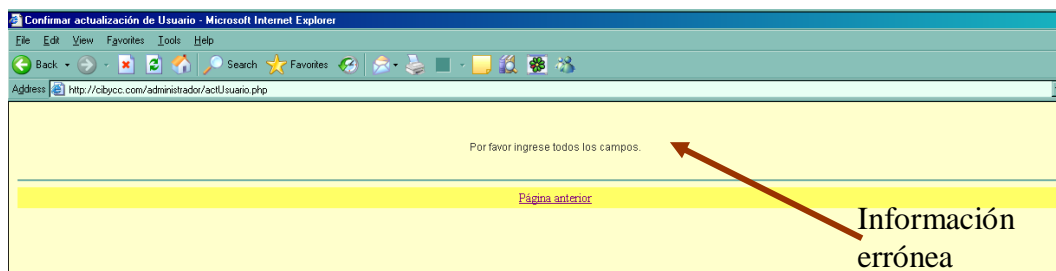 Confirmar actualización de Usuario - Microsoft Internet Explorer
File Edit View Favorites Tools Help
Back Search Favorites
Address http://cibycc.com/administrador/actUsuario.php
Por favor ingrese todos los campos.
Página anterior
Información
errónea